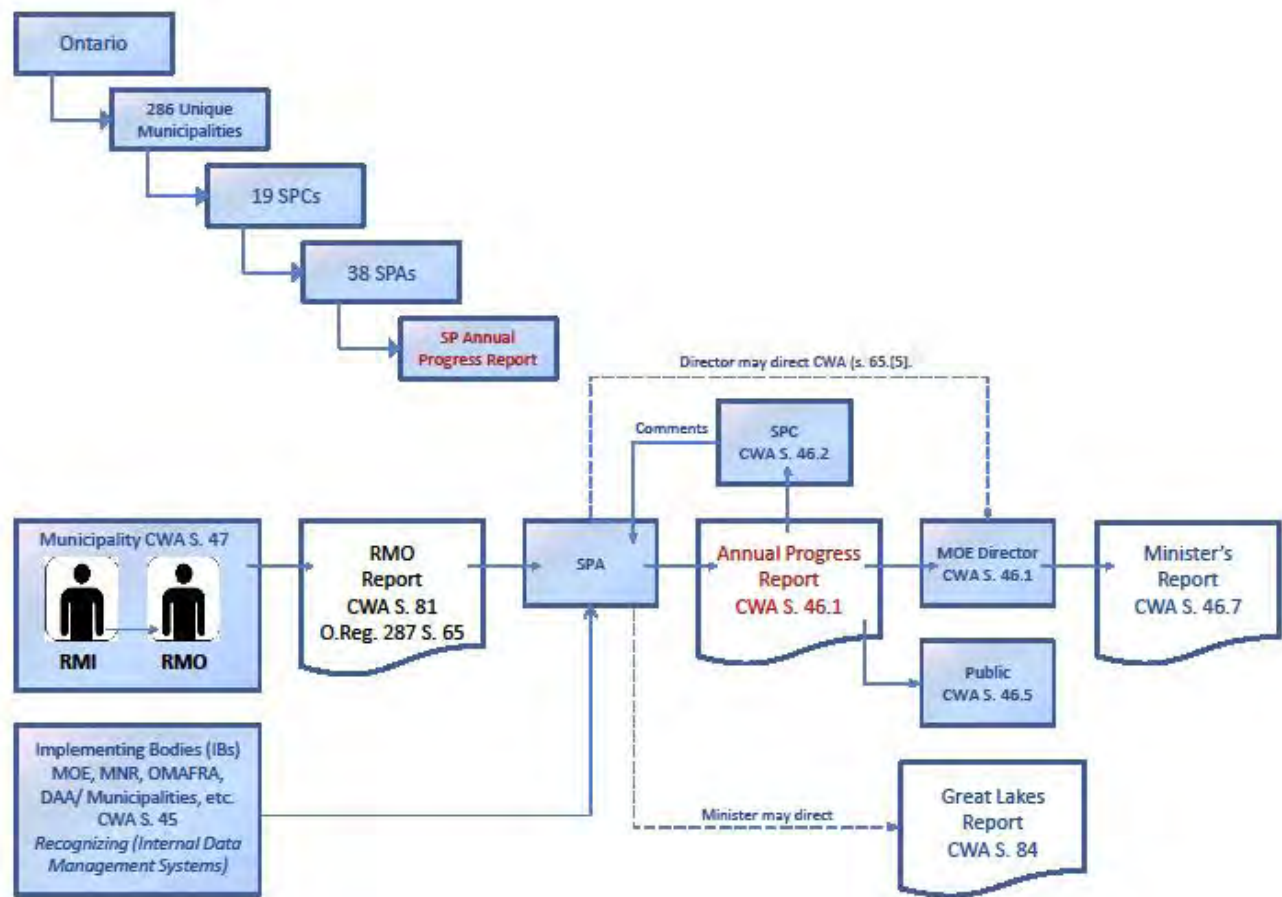 Ontario
286 Unique
Municipalities
19 SPCs
38 SPAs
SP Annual
Progress Report
Director may direct CWA (s. 65.[5].
Comments
SPC
CWA S. 46.2
Municipality CWA S. 47
RMI
RMO
RMO
Report
CWA S. 81
O.Reg. 287 S. 65
SPA
Annual Progress
Report
CWA S. 46.1
MOE Director
CWA S. 46.1
Minister's
Report
CWA S. 46.7
Public
CWA S. 46.5
Implementing Bodies (IBs)
MOE, MNR, OMAFRA,
DAA/ Municipalities, etc.
CWA S. 45
Recognizing (Internal Data
Management Systems)
Minister may direct
Great Lakes
Report
CWA S. 84